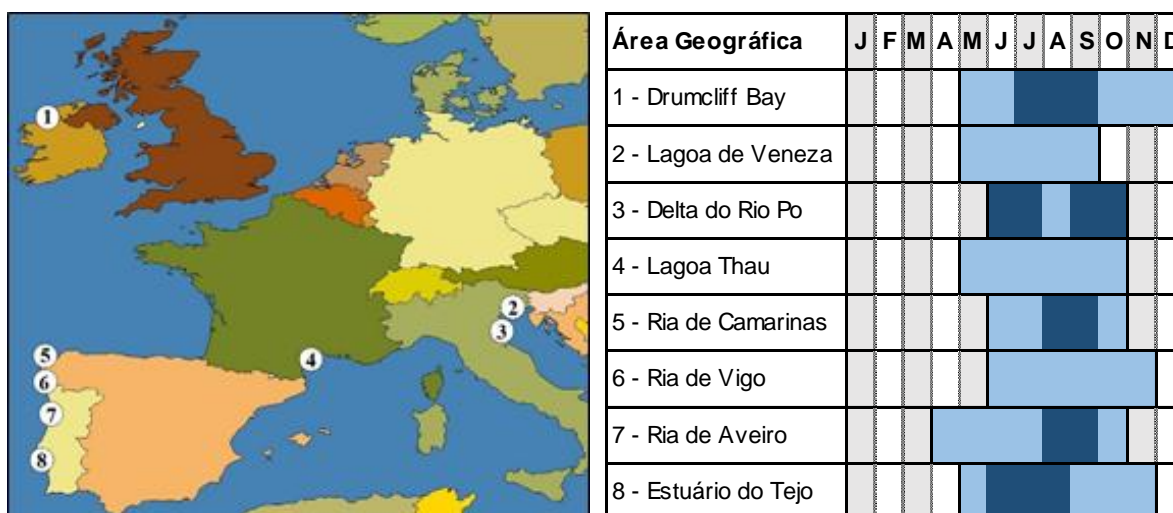 1
2
3
4
5
6
7
8
Área Geográfica J F M A M J J A S O N D
1 - Drumcliff Bay
2 - Lagoa de Veneza
3 - Delta do Rio Po
4 - Lagoa Thau
5 - Ria de Camarinas
6 - Ria de Vigo
7 - Ria de Aveiro
8 - Estuário do Tejo